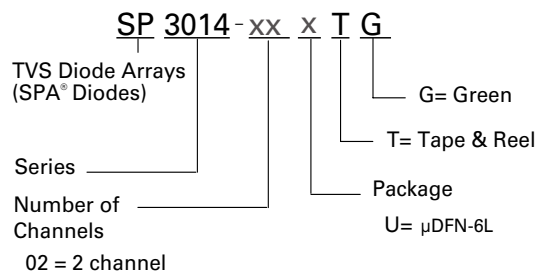 SP 3014-xx x T G
TVS Diode Arrays
(SPA® Diodes)
G= Green
T= Tape & Reel
Series
Package
Number of
Channels
U= µDFN-6L
02 = 2 channel